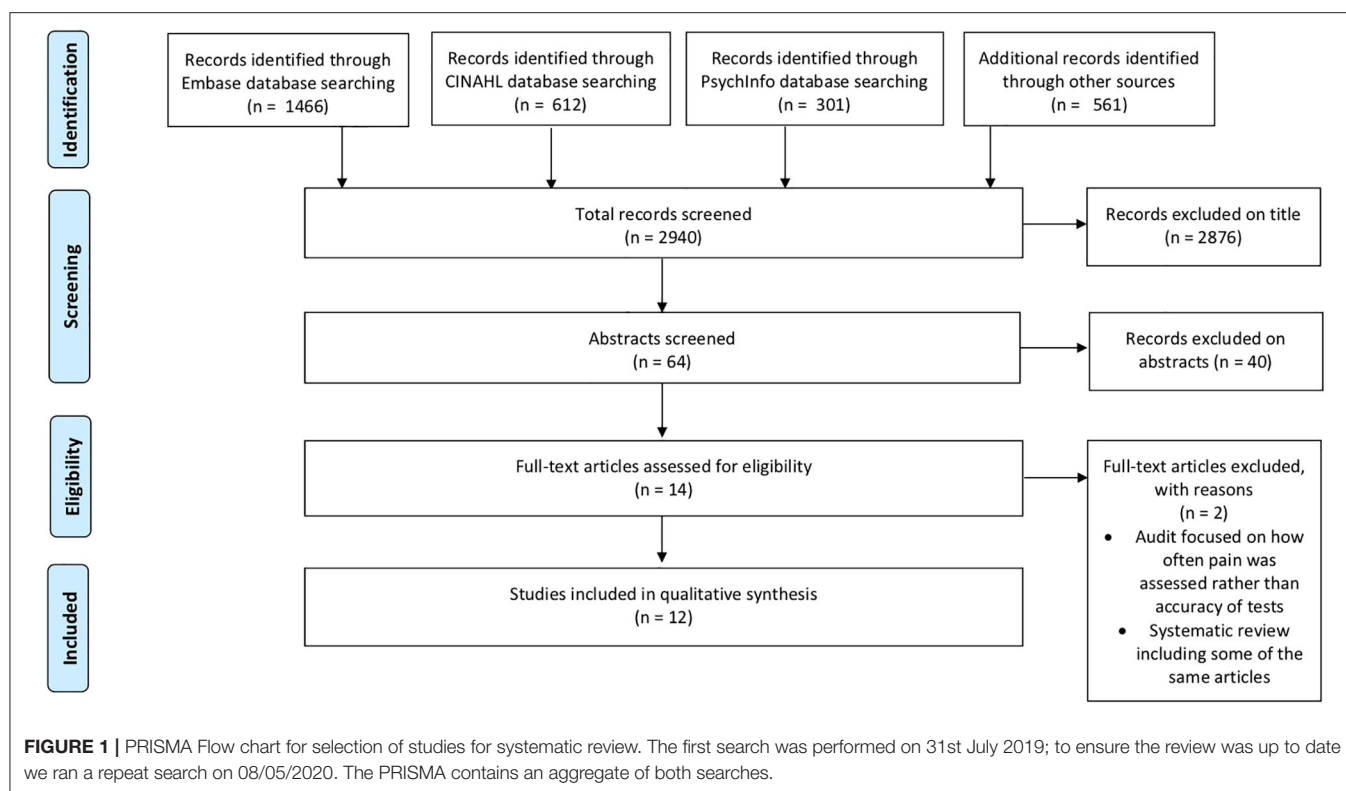 Identification
Records identified through
Embase database searching
(n = 1466)
Records identified through
CINAHL database searching
(n = 612)
Records identified through
PsychInfo database searching
(n = 301)
Additional records identified
through other sources
(n = 561)
Screening
Total records screened
(n = 2940)
Records excluded on title
(n = 2876)
Abstracts screened
(n = 64)
Records excluded on
abstracts (n = 40)
Eligibility
Full-text articles assessed for eligibility
(n = 14)
Full-text articles excluded,
with reasons
(n = 2)
• Audit focused on how
often pain was
assessed rather than
accuracy of tests
• Systematic review
including some of the
same articles
Included
Studies included in qualitative synthesis
(n = 12)
FIGURE 1 | PRISMA Flow chart for selection of studies for systematic review. The first search was performed on 31st July 2019; to ensure the review was up to date
we ran a repeat search on 08/05/2020. The PRISMA contains an aggregate of both searches.